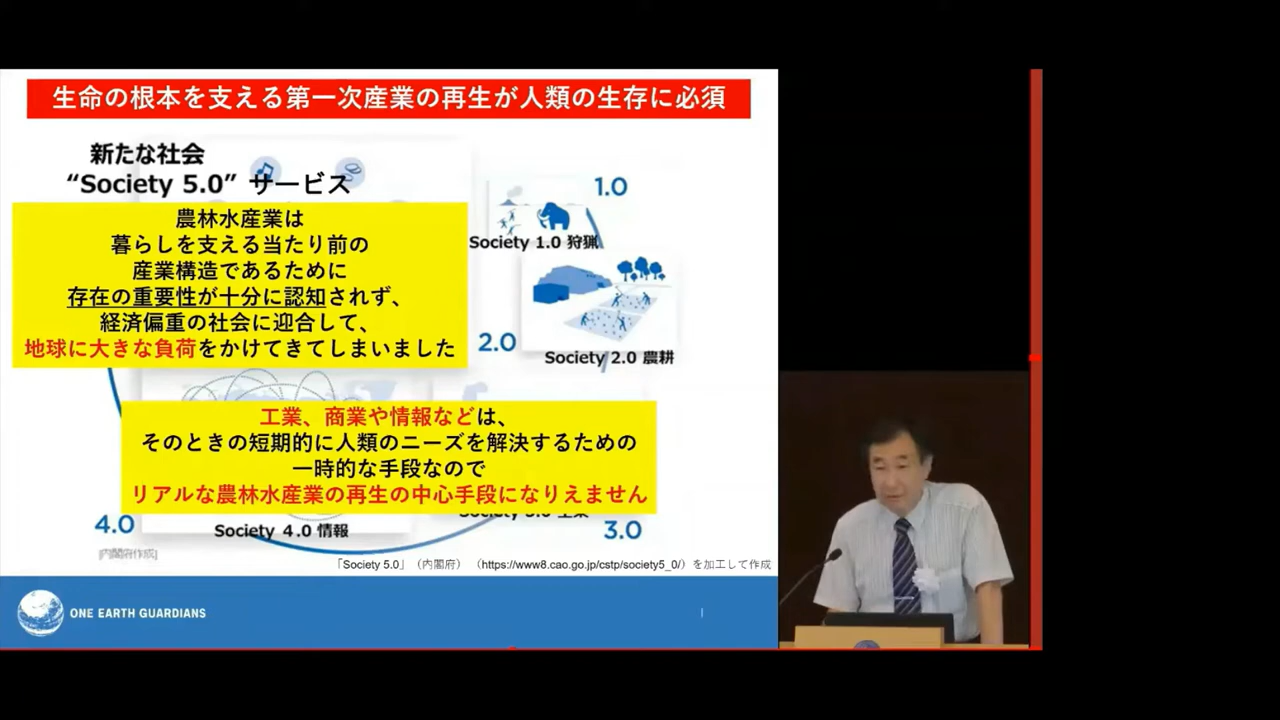 生命の根本を支える第一次産業の再生が人類の生存に必須
新たな社会
“Society 5.0” サービス
農林水産業は
暮らしを支える当たり前の
産業構造であるために
存在の重要性が十分に認知されず、
経済偏重の社会に迎合して、
地球に大きな負荷をかけてきてしまいました
1.0
Society 1.0 狩猟
2.0
Society 2.0 農耕
工業、商業や情報などは、
そのときの短期的に人類のニーズを解決するための
一時的な手段なので
リアルな農林水産業の再生の中心手段になりえません
4.0
Society 4.0 情報
3.0
[内閣府作成]
「Society 5.0」（内閣府）（https://www8.cao.go.jp/cstp/society5_0/）を加工して作成
ONE EARTH GUARDIANS